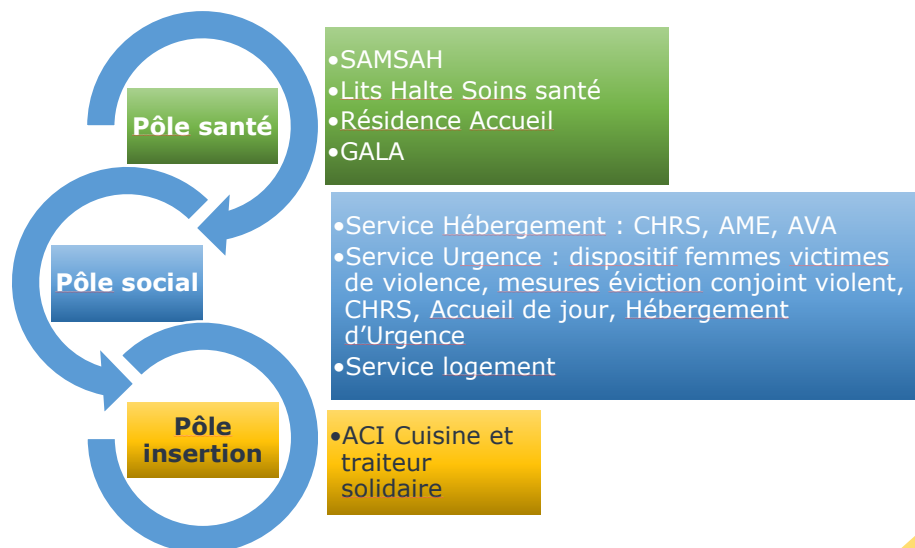 Pôle santé
•SAMSAH
•Lits Halte Soins santé
•Résidence Accueil
•GALA
Pôle social
•Service Hébergement : CHRS, AME, AVA
•Service Urgence : dispositif femmes victimes
de violence, mesures éviction conjoint violent,
CHRS, Accueil de jour, Hébergement
d’Urgence
•Service logement
Pôle
insertion
•ACI Cuisine et
traiteur
solidaire